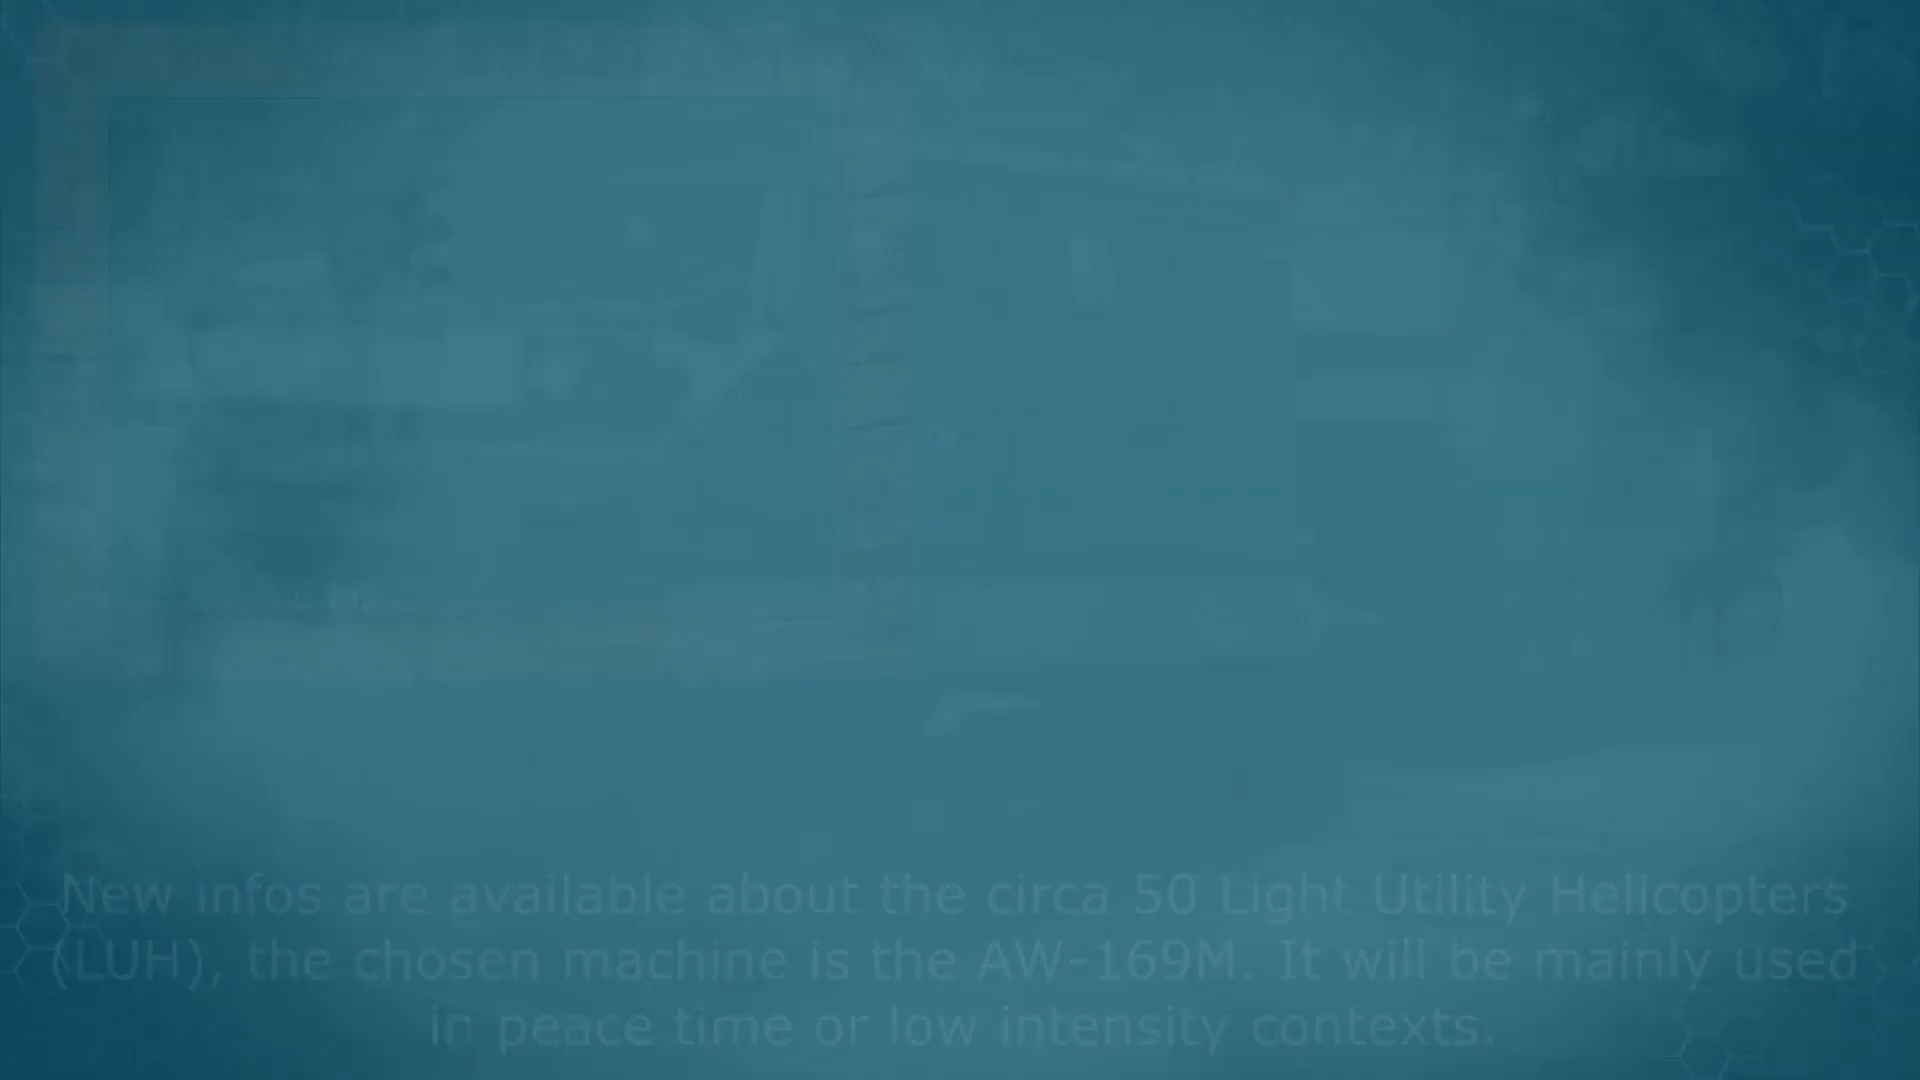 New infos are available about the circa 50 Light Utility Helicopters
(LUH), the chosen machine is the AW-169M. It will be mainly used
in peace time or low intensity contexts.